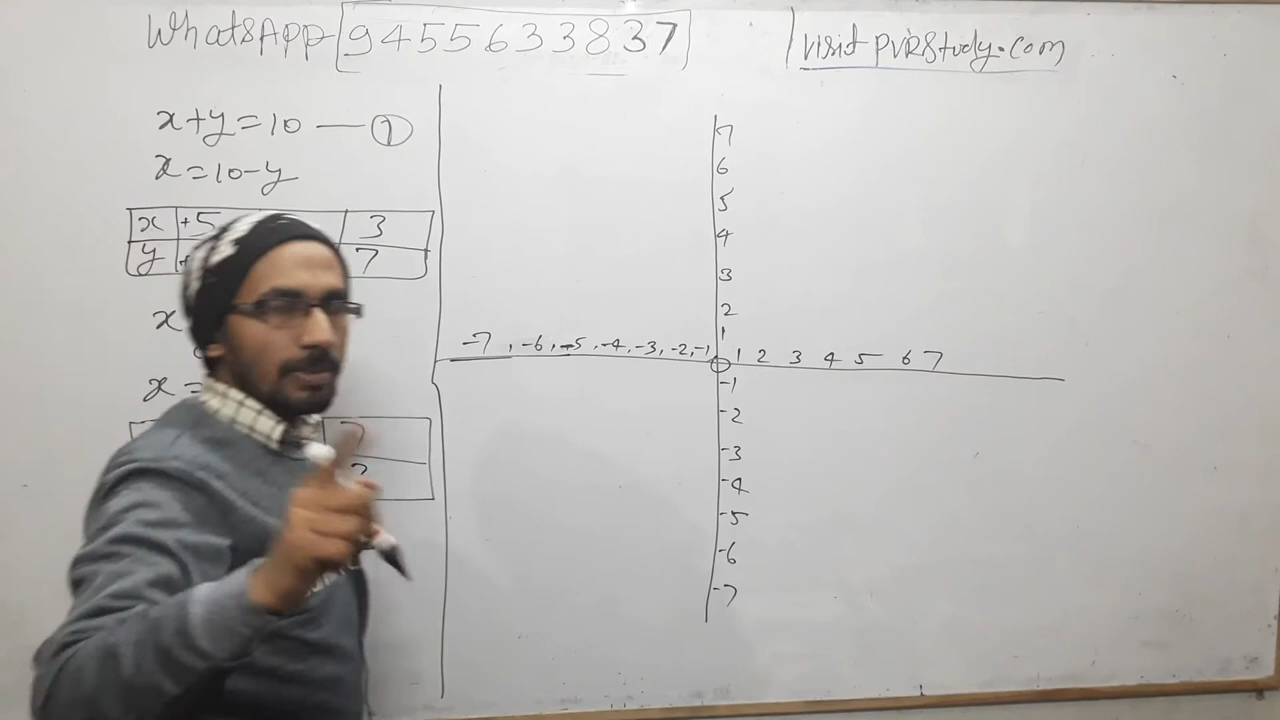 WhatsApp-9455633837
visit PVRStudy.com
x+y=10 — ①
x=10-y
x +5 3
y 7
x
x=
7
7
6
5
4
3
2
1
-7, -6, -5, -4, -3, -2, -1 1 2 3 4 5 6 7
-1
-2
-3
-4
-5
-6
-7